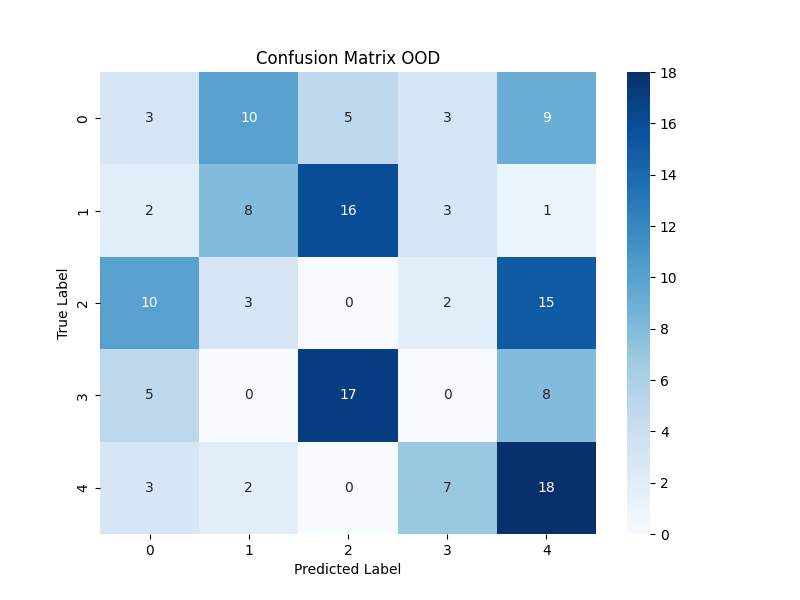 Confusion Matrix OOD
True Label
0 3 10 5 3 9
1 2 8 16 3 1
2 10 3 0 2 15
3 5 0 17 0 8
4 3 2 0 7 18
0 1 2 3 4
Predicted Label
18
16
14
12
10
8
6
4
2
0